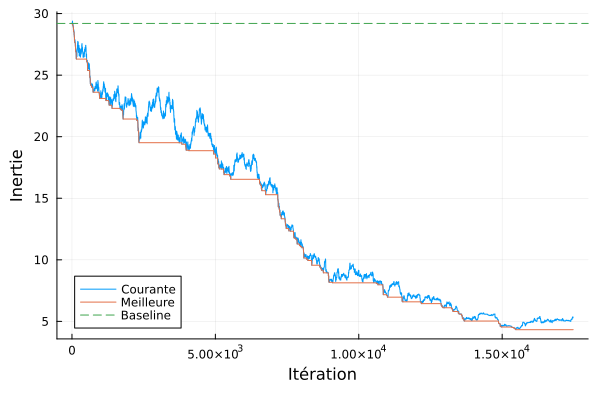 30
25
20
15
10
5
Inertie
Courante
Meilleure
Baseline
0 5.00×10³ 1.00×10⁴ 1.50×10⁴
Itération